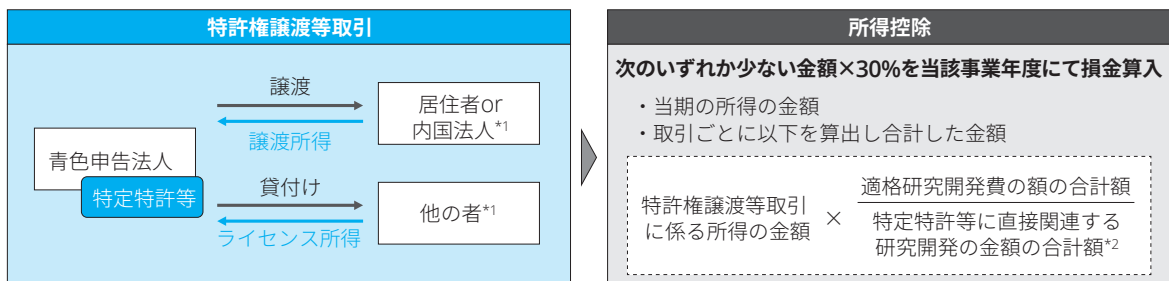 特許権譲渡等取引
青色申告法人
特定特許等
譲渡
譲渡所得
居住者or
内国法人*1
貸付け
ライセンス所得
他の者*1
所得控除
次のいずれか少ない金額×30%を当該事業年度にて損金算入
・当期の所得の金額
・取引ごとに以下を算出し合計した金額
特許権譲渡等取引
に係る所得の金額
×
適格研究開発費の額の合計額
特定特許等に直接関連する
研究開発の金額の合計額*2